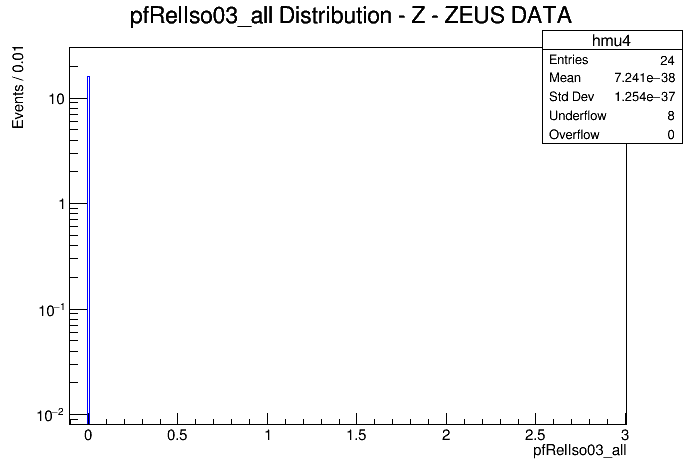 pfRelIso03_all Distribution - Z - ZEUS DATA
hmu4
Entries 24
Mean 7.241e−38
Std Dev 1.254e−37
Underflow 8
Overflow 0
Events / 0.01
10
1
10−1
10−2
0 0.5 1 1.5 2 2.5 3
pfRelIso03_all